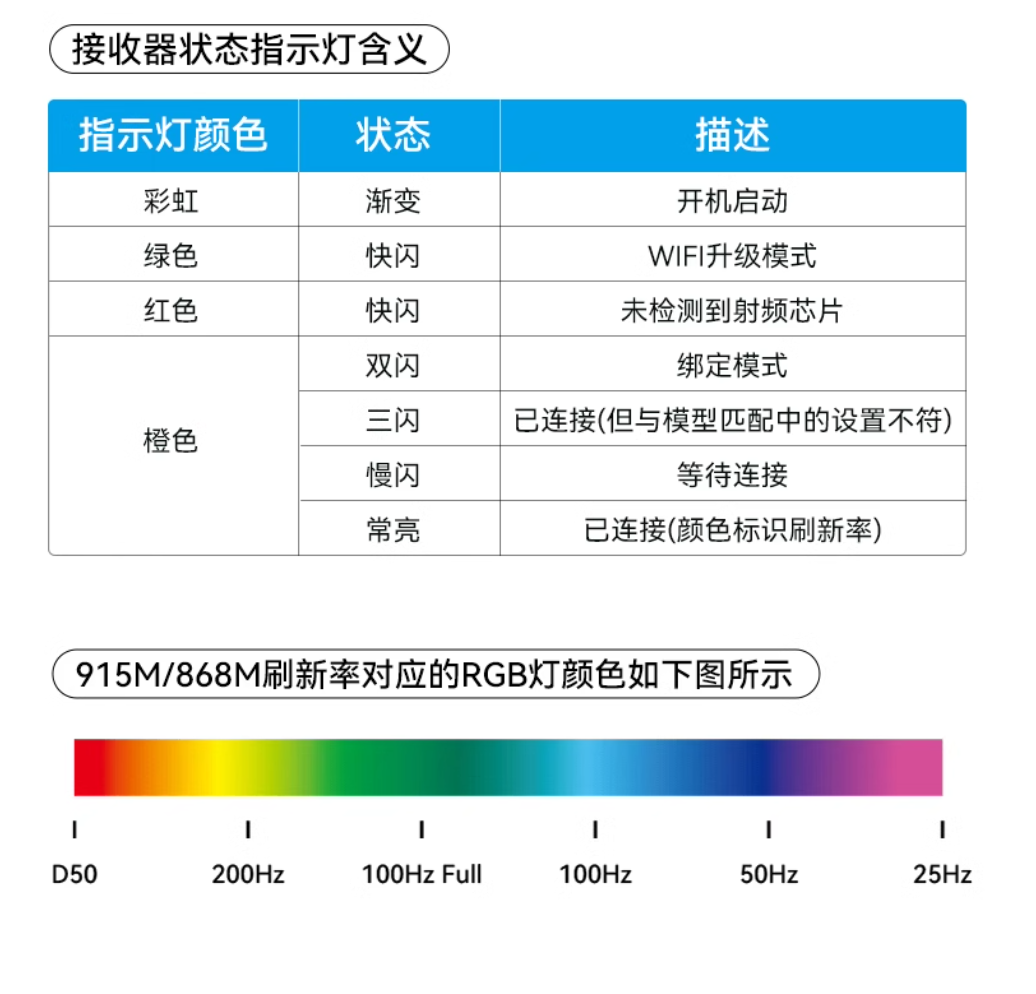 接收器状态指示灯含义
指示灯颜色 状态 描述
彩虹 渐变 开机启动
绿色 快闪 WIFI升级模式
红色 快闪 未检测到射频芯片
橙色
双闪 绑定模式
三闪 已连接(但与模型匹配中的设置不符)
慢闪 等待连接
常亮 已连接(颜色标识刷新率)
915M/868M刷新率对应的RGB灯颜色如下图所示
D50 200Hz 100Hz Full 100Hz 50Hz 25Hz